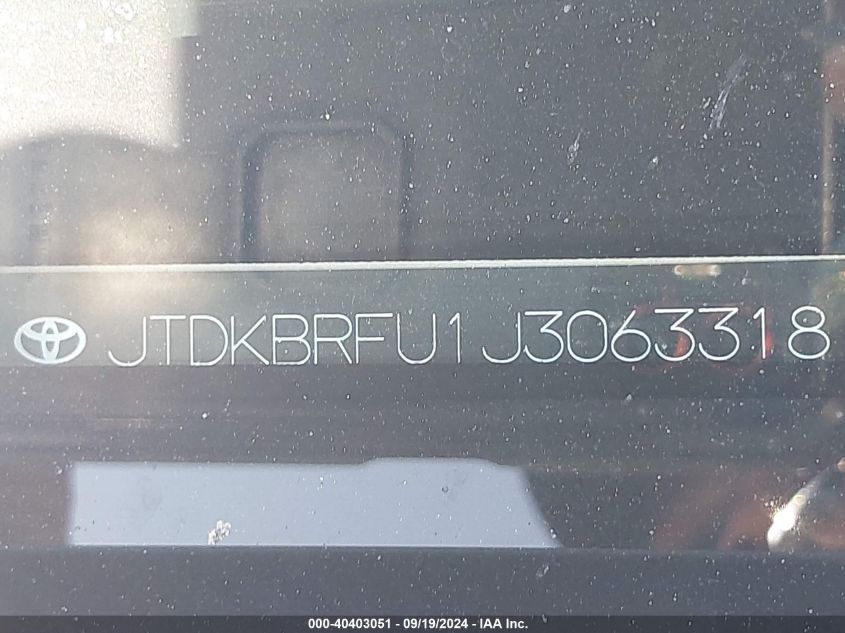 JTDKBRFU1J3063318
000-40403051 - 09/19/2024 - IAA Inc.